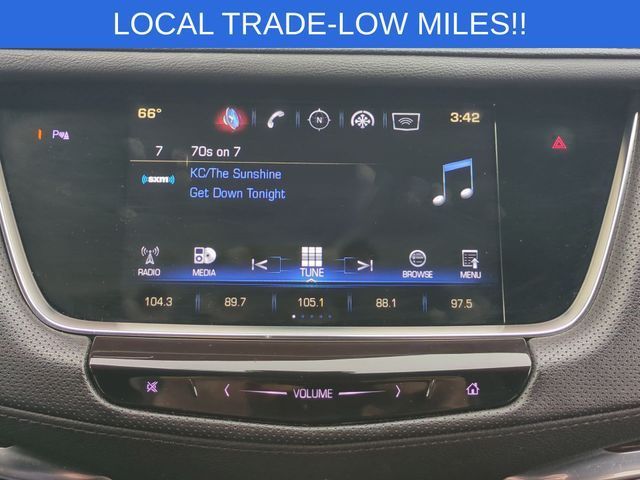 LOCAL TRADE-LOW MILES!!
66°
N
3:42
P
7 70s on 7
((SXM)) KC/The Sunshine
Get Down Tonight
RADIO MEDIA TUNE BROWSE MENU
104.3 89.7 105.1 88.1 97.5
VOLUME